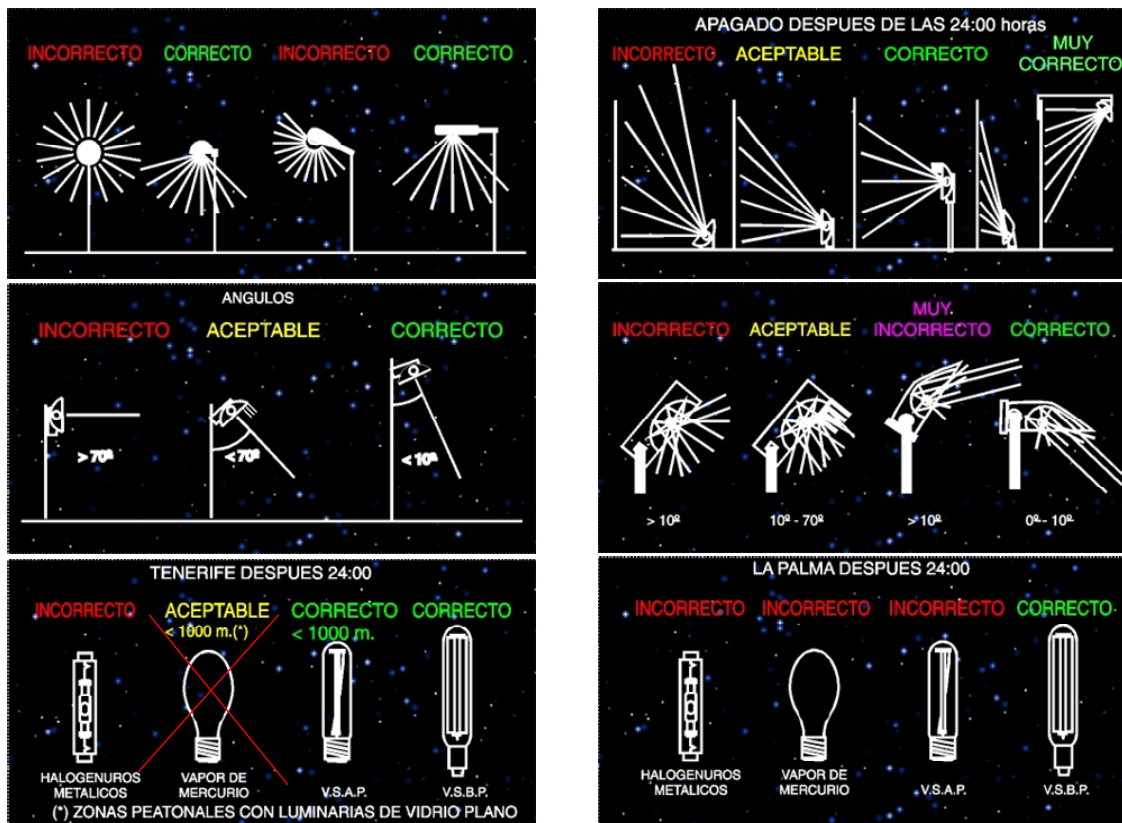 INCORRECTO CORRECTO INCORRECTO CORRECTO
APAGADO DESPUES DE LAS 24:00 horas
INCORRECTO ACEPTABLE CORRECTO MUY
CORRECTO
ANGULOS
INCORRECTO ACEPTABLE CORRECTO
> 70º < 70º < 10º
INCORRECTO ACEPTABLE MUY
INCORRECTO CORRECTO
> 10º 10º - 70º > 10º 0º - 10º
TENERIFE DESPUES 24:00
INCORRECTO ACEPTABLE CORRECTO CORRECTO
< 1000 m.(*) < 1000 m.
HALOGENUROS
METALICOS
VAPOR DE
MERCURIO
V.S.A.P.
V.S.B.P.
(*) ZONAS PEATONALES CON LUMINARIAS DE VIDRIO PLANO
LA PALMA DESPUES 24:00
INCORRECTO INCORRECTO INCORRECTO CORRECTO
HALOGENUROS
METALICOS
VAPOR DE
MERCURIO
V.S.A.P.
V.S.B.P.